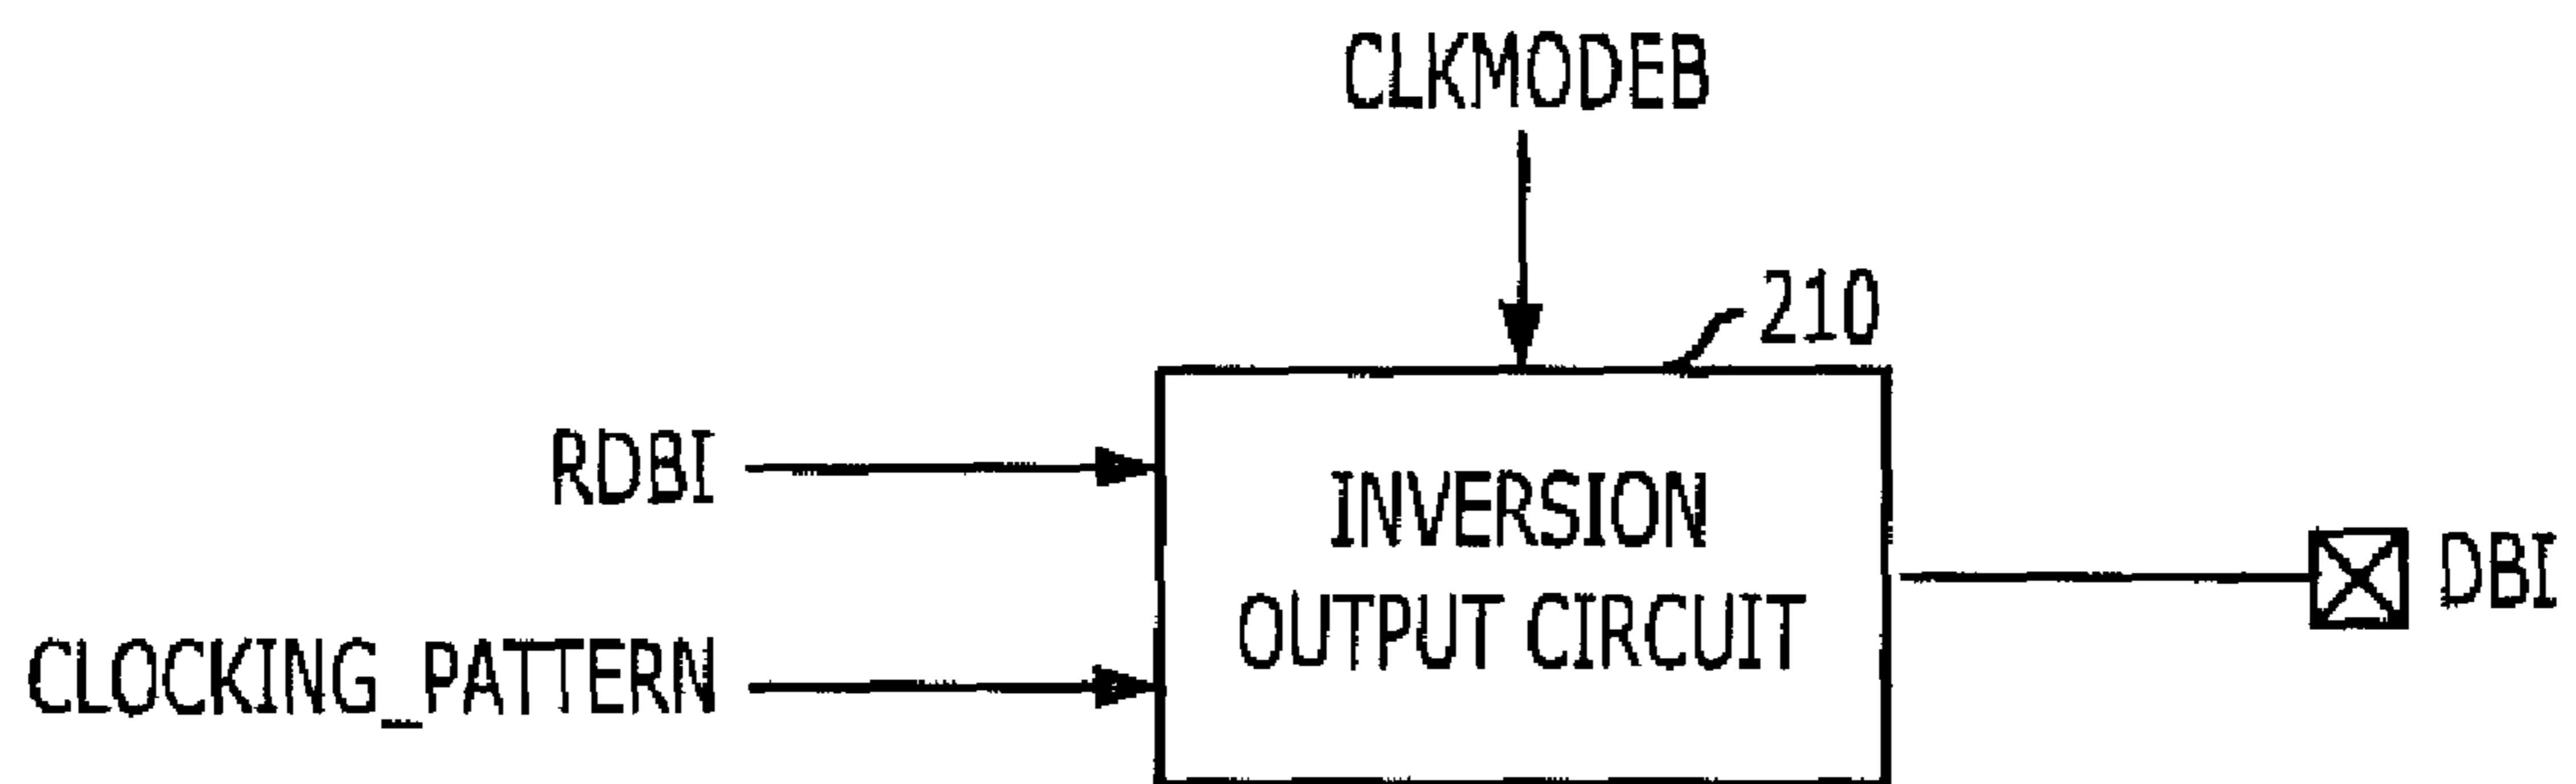 CLKMODEB
210
RDBI
INVERSION
OUTPUT CIRCUIT
DBI
CLOCKING_PATTERN